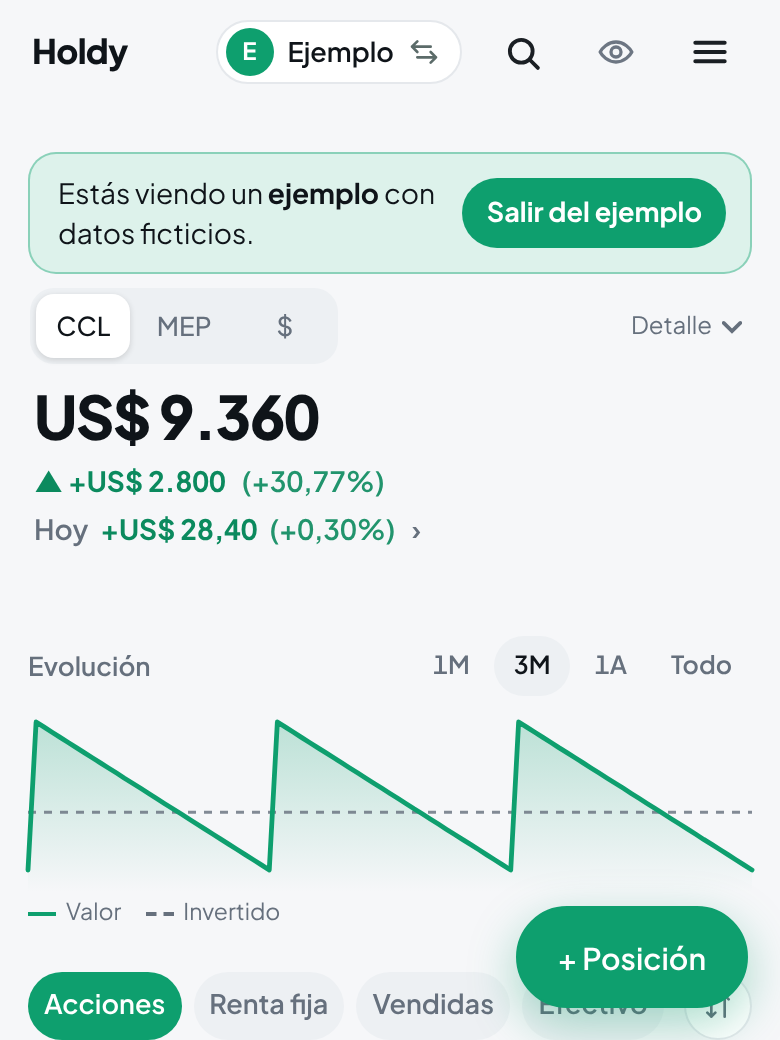 Holdy
E Ejemplo
Estás viendo un ejemplo con
datos ficticios.
Salir del ejemplo
CCL MEP $
Detalle
US$ 9.360
▲ +US$ 2.800 (+30,77%)
Hoy +US$ 28,40 (+0,30%) ›
Evolución
1M 3M 1A Todo
Valor Invertido
+ Posición
Acciones Renta fija Vendidas Efectivo